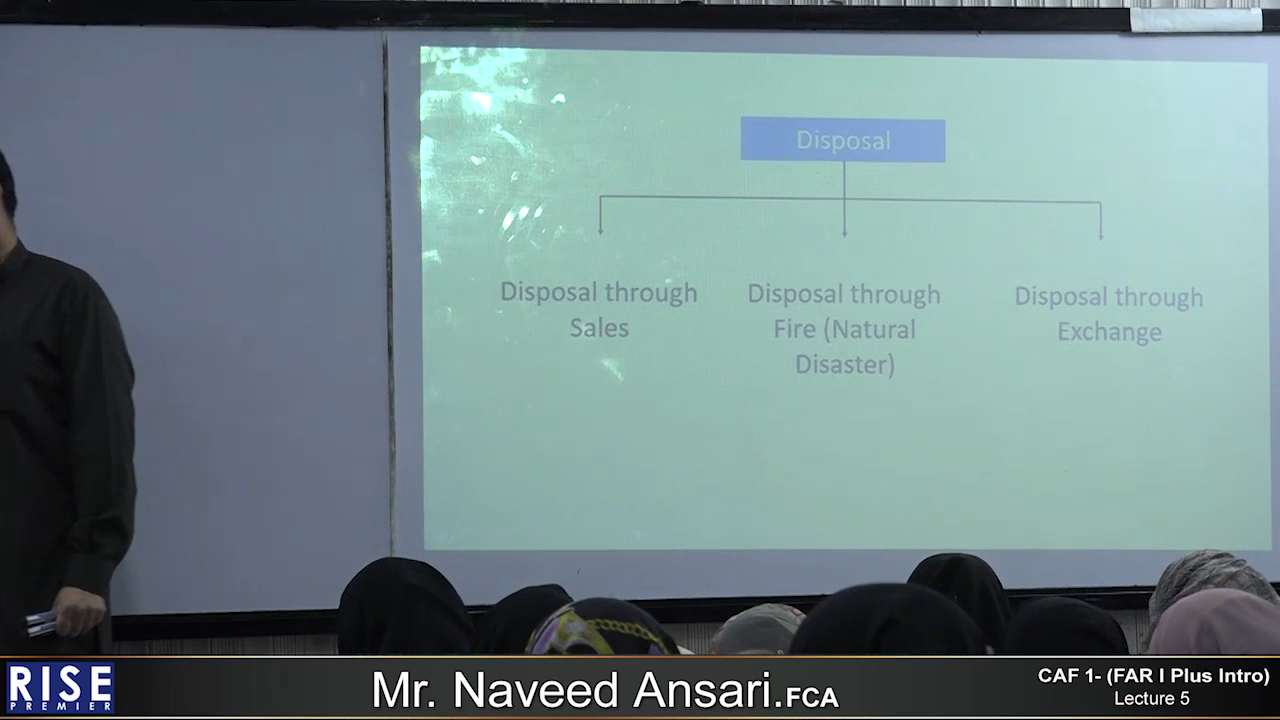 Disposal
Disposal through
Sales
Disposal through
Fire (Natural
Disaster)
Disposal through
Exchange
RISE
PREMIER
Mr. Naveed Ansari.FCA
CAF 1- (FAR I Plus Intro)
Lecture 5